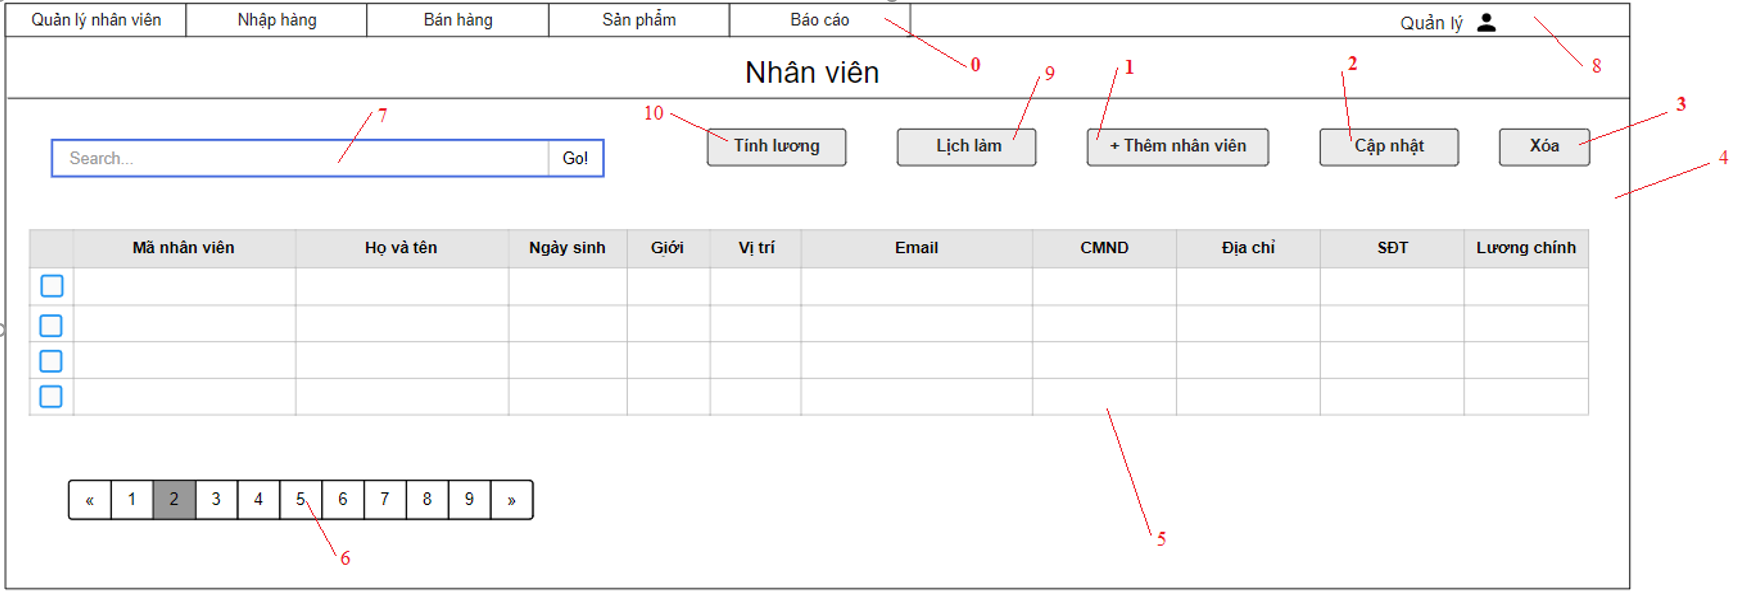 Quản lý nhân viên Nhập hàng Bán hàng Sản phẩm Báo cáo Quản lý
Nhân viên 0 9 1 2 8
7 10 3
Search... Go! Tính lương Lịch làm + Thêm nhân viên Cập nhật Xóa 4
Mã nhân viên Họ và tên Ngày sinh Giới Vị trí Email CMND Địa chỉ SĐT Lương chính
« 1 2 3 4 5 6 7 8 9 »
6 5